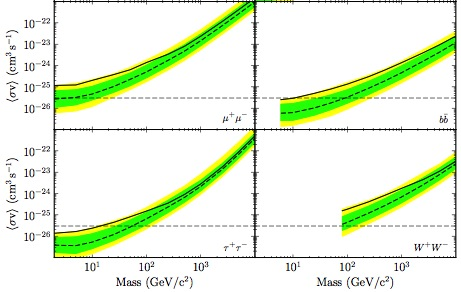 10⁻²²
10⁻²³
10⁻²⁴
10⁻²⁵
10⁻²⁶
⟨σv⟩ (cm³ s⁻¹)
μ⁺μ⁻
bb̄
10⁻²²
10⁻²³
10⁻²⁴
10⁻²⁵
10⁻²⁶
⟨σv⟩ (cm³ s⁻¹)
τ⁺τ⁻
W⁺W⁻
10¹ 10² 10³ 10¹ 10² 10³
Mass (GeV/c²) Mass (GeV/c²)